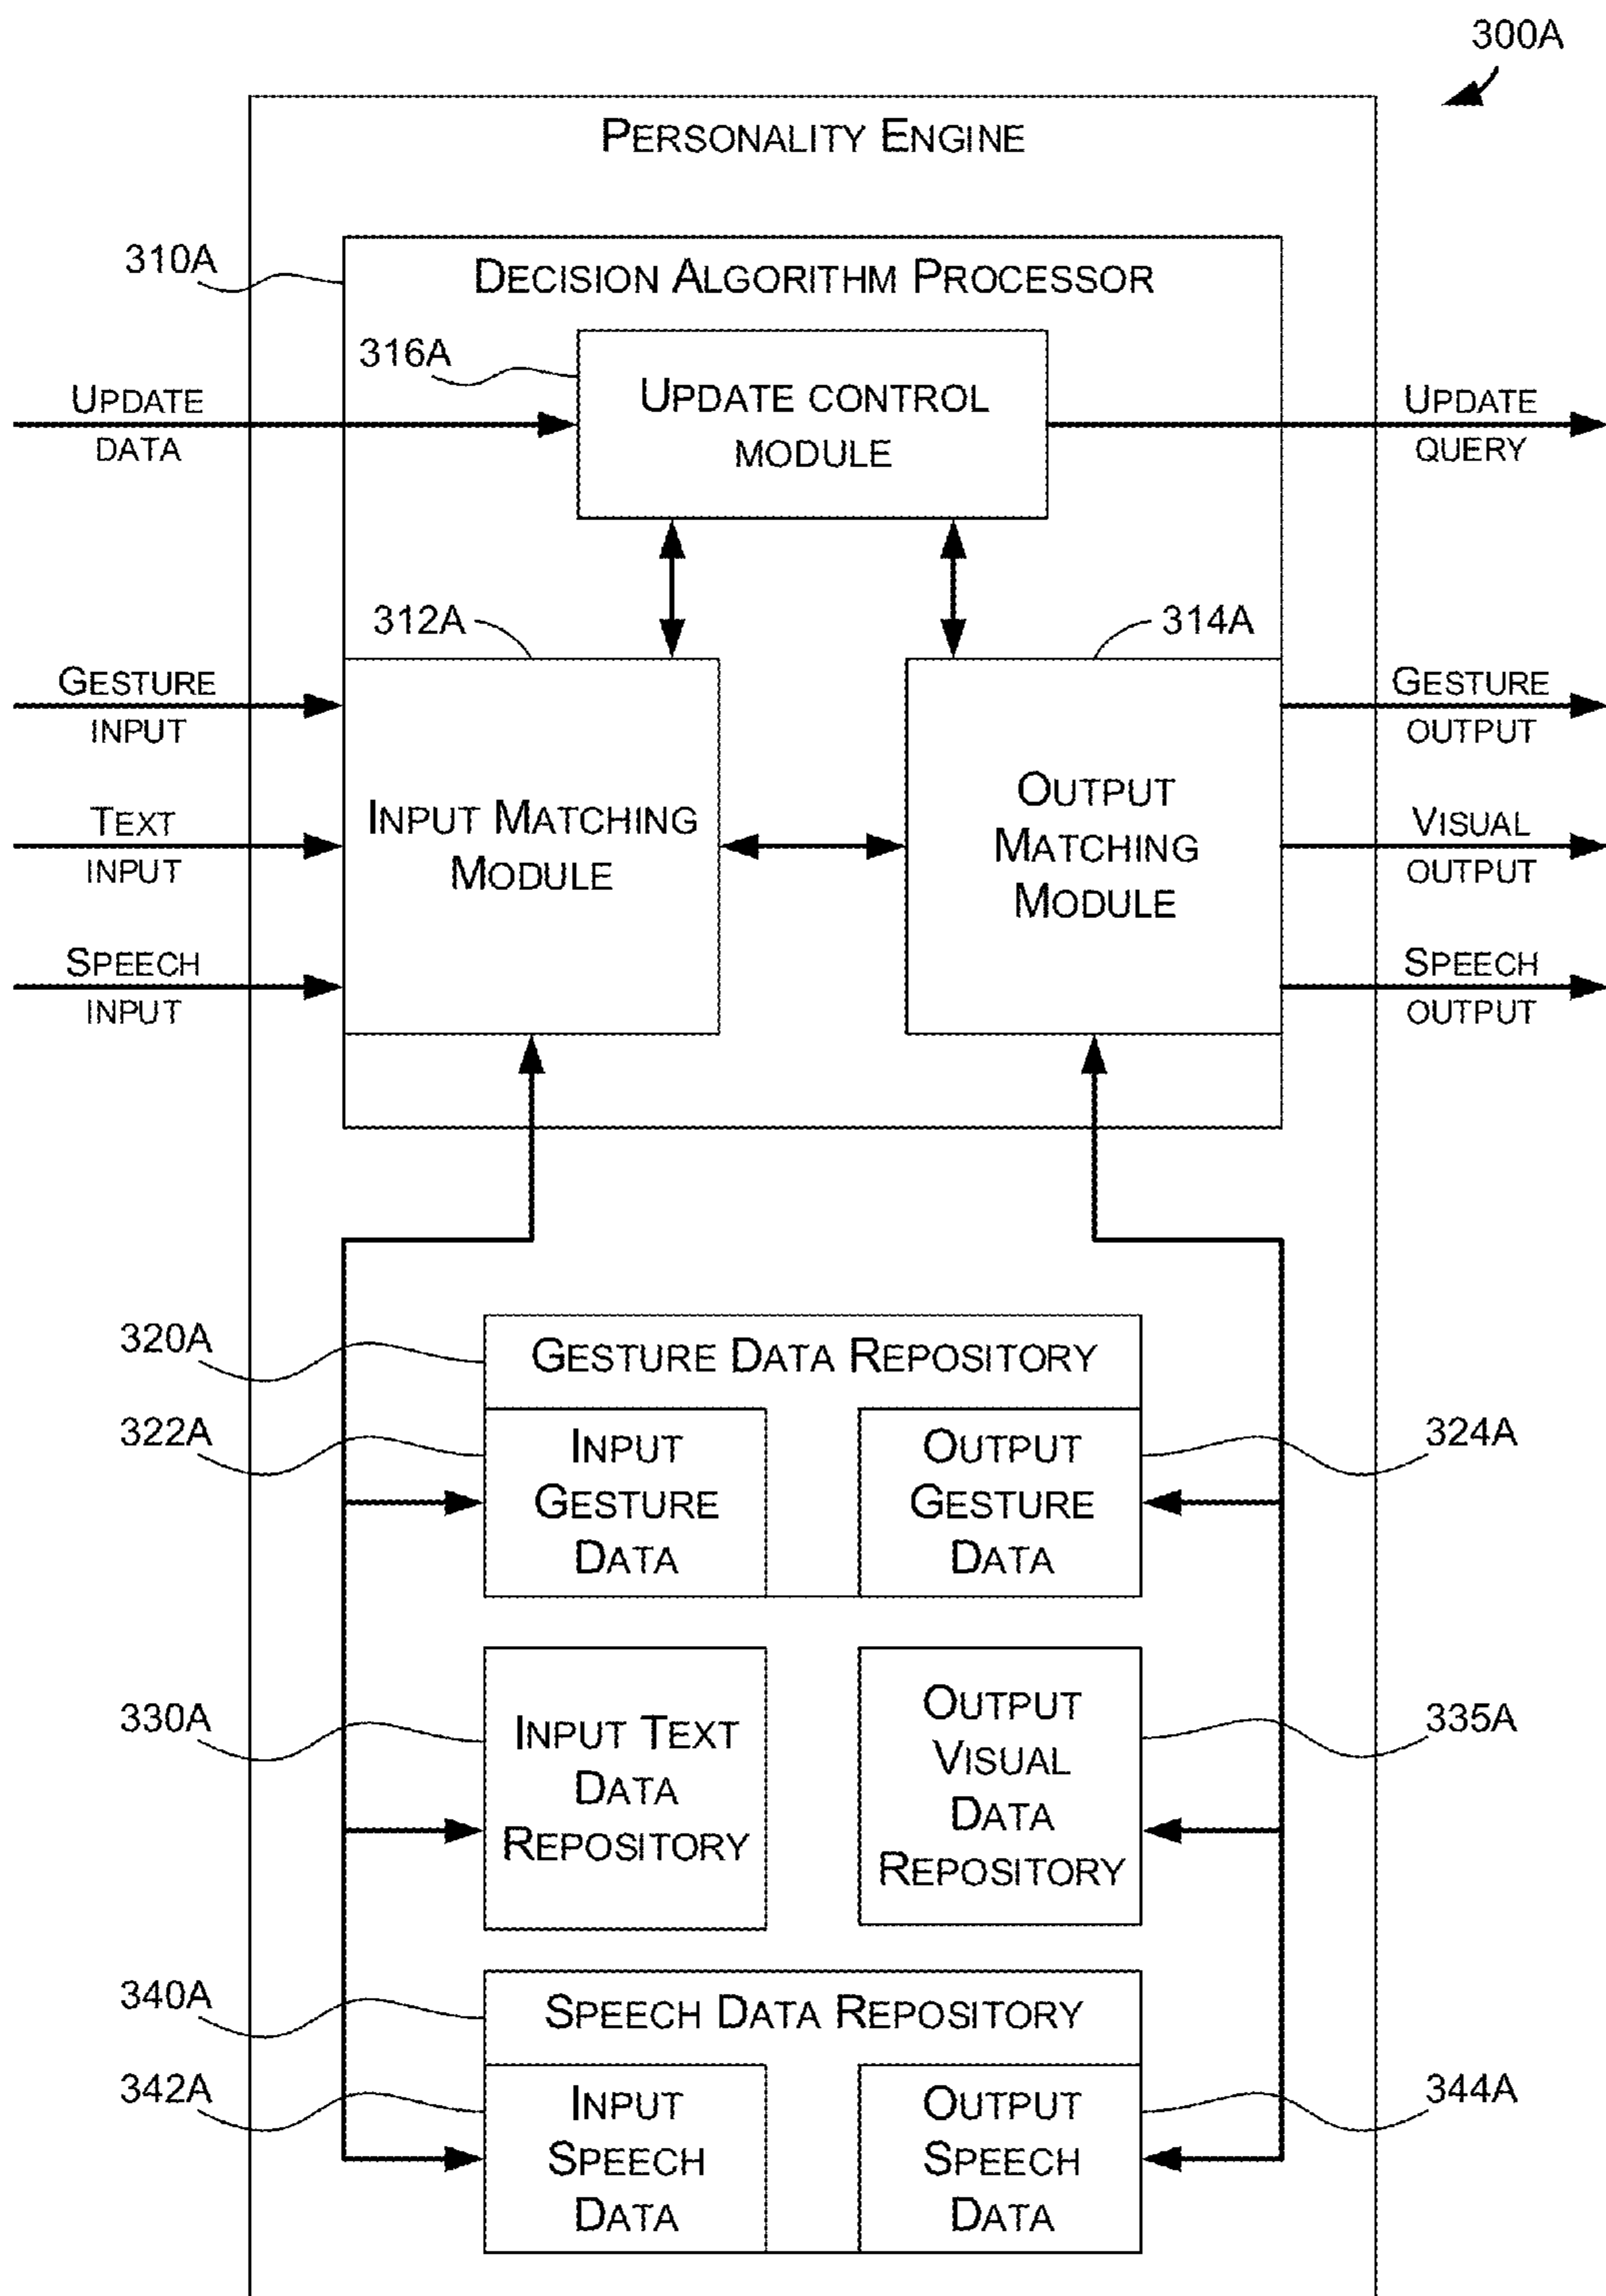 300A
PERSONALITY ENGINE
310A
DECISION ALGORITHM PROCESSOR
316A
UPDATE CONTROL
MODULE
UPDATE
DATA
UPDATE
QUERY
312A
314A
GESTURE
INPUT
TEXT
INPUT
SPEECH
INPUT
INPUT MATCHING
MODULE
OUTPUT
MATCHING
MODULE
GESTURE
OUTPUT
VISUAL
OUTPUT
SPEECH
OUTPUT
320A
GESTURE DATA REPOSITORY
322A
INPUT
GESTURE
DATA
OUTPUT
GESTURE
DATA
324A
330A
INPUT TEXT
DATA
REPOSITORY
OUTPUT
VISUAL
DATA
REPOSITORY
335A
340A
SPEECH DATA REPOSITORY
342A
INPUT
SPEECH
DATA
OUTPUT
SPEECH
DATA
344A